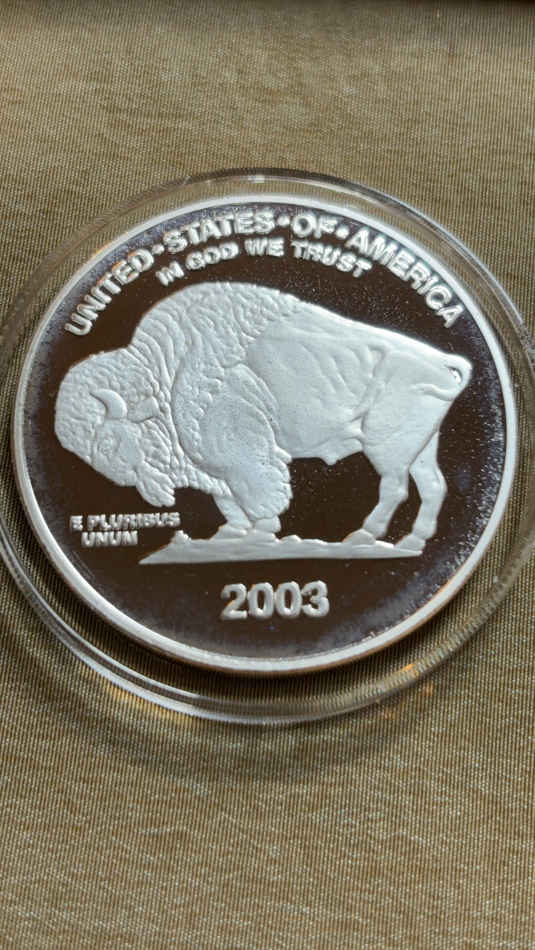 UNITED•STATES•OF•AMERICA
IN GOD WE TRUST
E PLURIBUS
UNUM
2003